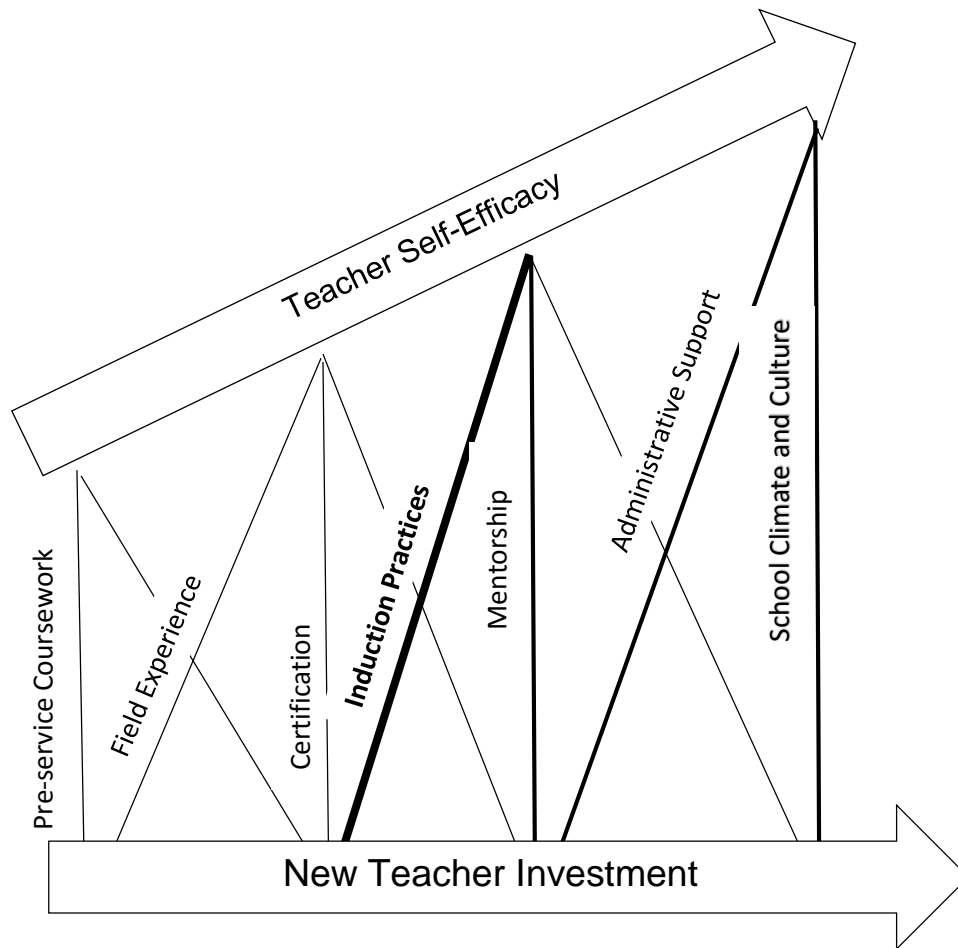 Teacher Self-Efficacy
Pre-service Coursework
Field Experience
Certification
Induction Practices
Mentorship
Administrative Support
School Climate and Culture
New Teacher Investment